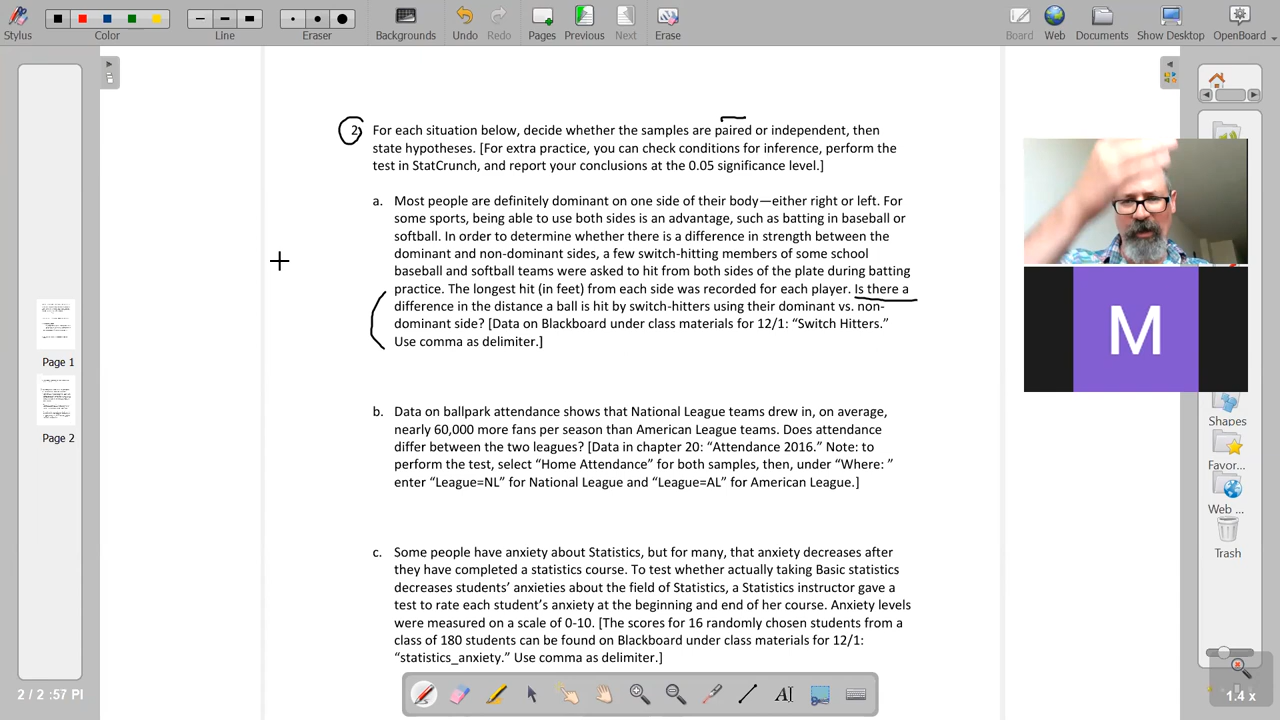 Stylus
Color
Line
Eraser
Backgrounds
Undo
Redo
Pages
Previous
Next
Erase
Board
Web
Documents
Show Desktop
OpenBoard
2) For each situation below, decide whether the samples are paired or independent, then
state hypotheses. [For extra practice, you can check conditions for inference, perform the
test in StatCrunch, and report your conclusions at the 0.05 significance level.]
a. Most people are definitely dominant on one side of their body—either right or left. For
some sports, being able to use both sides is an advantage, such as batting in baseball or
softball. In order to determine whether there is a difference in strength between the
dominant and non-dominant sides, a few switch-hitting members of some school
baseball and softball teams were asked to hit from both sides of the plate during batting
practice. The longest hit (in feet) from each side was recorded for each player. Is there a
difference in the distance a ball is hit by switch-hitters using their dominant vs. non-
dominant side? [Data on Blackboard under class materials for 12/1: “Switch Hitters.”
Use comma as delimiter.]
b. Data on ballpark attendance shows that National League teams drew in, on average,
nearly 60,000 more fans per season than American League teams. Does attendance
differ between the two leagues? [Data in chapter 20: “Attendance 2016.” Note: to
perform the test, select “Home Attendance” for both samples, then, under “Where: ”
enter “League=NL” for National League and “League=AL” for American League.]
c. Some people have anxiety about Statistics, but for many, that anxiety decreases after
they have completed a statistics course. To test whether actually taking Basic statistics
decreases students’ anxieties about the field of Statistics, a Statistics instructor gave a
test to rate each student’s anxiety at the beginning and end of her course. Anxiety levels
were measured on a scale of 0-10. [The scores for 16 randomly chosen students from a
class of 180 students can be found on Blackboard under class materials for 12/1:
“statistics_anxiety.” Use comma as delimiter.]
Page 1
Page 2
2 / 2 :57 PI
M
Shapes
Favor...
Web ...
Trash
1.4 x